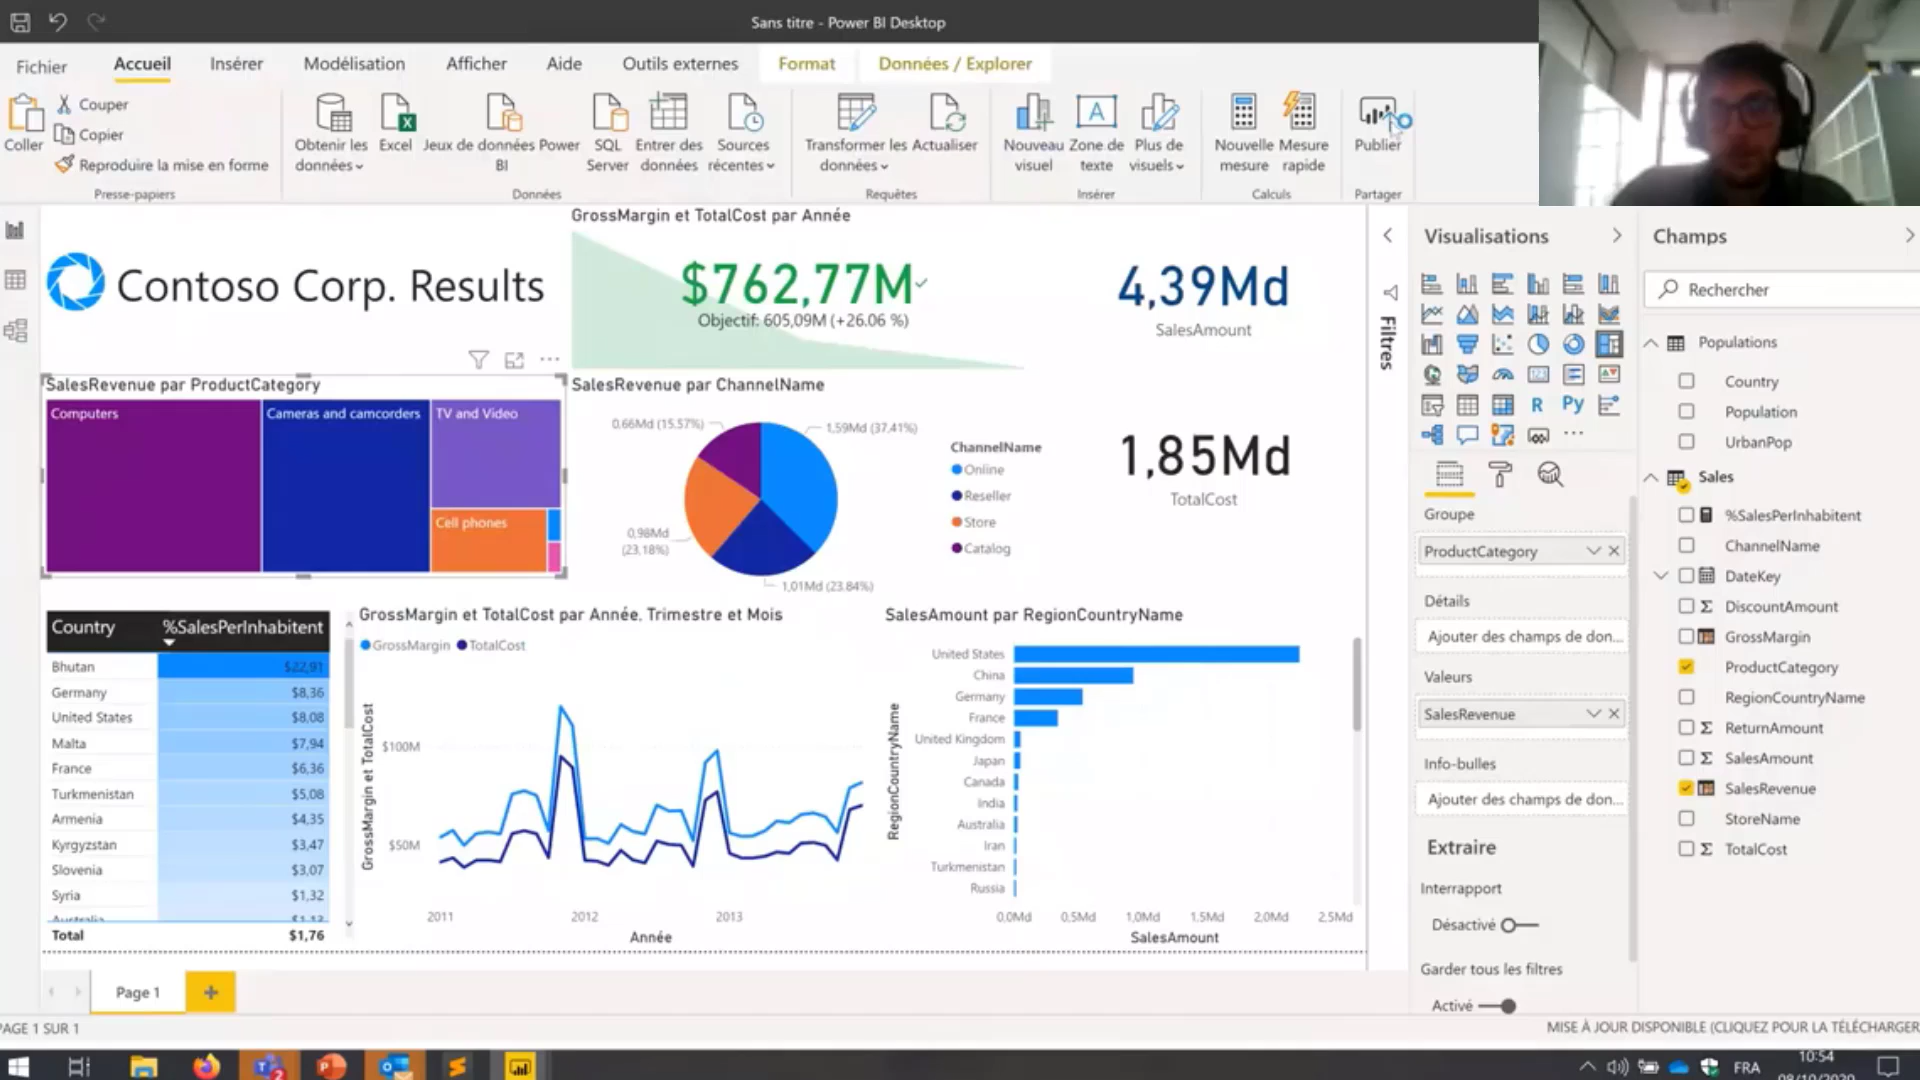 Sans titre - Power BI Desktop
Fichier
Accueil
Insérer
Modélisation
Afficher
Aide
Outils externes
Format
Données / Explorer
Coller
Couper
Copier
Reproduire la mise en forme
Presse-papiers
Obtenir les données
Excel
Jeux de données Power BI
SQL Server
Entrer des données
Sources récentes
Données
Transformer les données
Actualiser
Requêtes
Nouveau visuel
Zone de texte
Plus de visuels
Insérer
Nouvelle mesure
Mesure rapide
Calculs
Publier
Partager
Contoso Corp. Results
GrossMargin et TotalCost par Année
$762,77M
Objectif: 605,09M (+26.06 %)
4,39Md
SalesAmount
SalesRevenue par ProductCategory
Computers
Cameras and camcorders
TV and Video
Cell phones
SalesRevenue par ChannelName
0,66Md (15.57%)
1,59Md (37.41%)
0,98Md
(23.18%)
1,01Md (23.84%)
ChannelName
Online
Reseller
Store
Catalog
1,85Md
TotalCost
Country %SalesPerInhabitent
Bhutan $22,91
Germany $8,36
United States $8,08
Malta $7,94
France $6,36
Turkmenistan $5,08
Armenia $4,35
Kyrgyzstan $3,47
Slovenia $3,07
Syria $1,32
Australia $1,13
Total $1,76
GrossMargin et TotalCost par Année, Trimestre et Mois
GrossMargin TotalCost
GrossMargin et TotalCost
$100M
$50M
2011 2012 2013
Année
SalesAmount par RegionCountryName
RegionCountryName
United States
China
Germany
France
United Kingdom
Japan
Canada
India
Australia
Iran
Turkmenistan
Russia
0,0Md 0,5Md 1,0Md 1,5Md 2,0Md 2,5Md
SalesAmount
Filtres
Visualisations
R
Py
Groupe
ProductCategory
Détails
Ajouter des champs de don...
Valeurs
SalesRevenue
Info-bulles
Ajouter des champs de don...
Extraire
Interrapport
Désactivé
Garder tous les filtres
Activé
Champs
Rechercher
Populations
Country
Population
UrbanPop
Sales
%SalesPerInhabitent
ChannelName
DateKey
DiscountAmount
GrossMargin
ProductCategory
RegionCountryName
ReturnAmount
SalesAmount
SalesRevenue
StoreName
TotalCost
Page 1
PAGE 1 SUR 1
MISE À JOUR DISPONIBLE (CLIQUEZ POUR LA TÉLÉCHARGER
FRA
10:54
08/10/2020